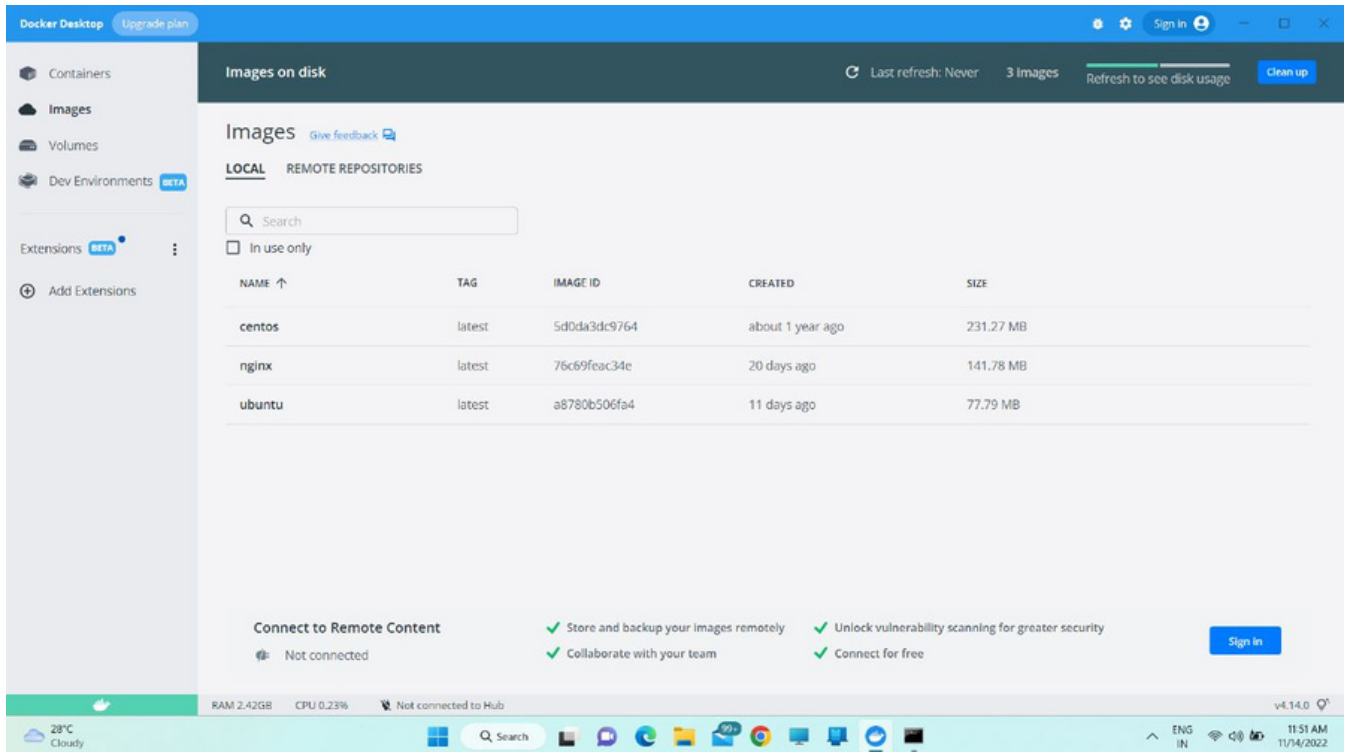 Docker Desktop Upgrade plan Sign in
Containers
Images
Volumes
Dev Environments BETA
Extensions BETA
Add Extensions
Images on disk Last refresh: Never 3 Images Refresh to see disk usage Clean up
Images Give feedback
LOCAL REMOTE REPOSITORIES
Search
In use only
NAME TAG IMAGE ID CREATED SIZE
centos latest 5d0da3dc9764 about 1 year ago 231.27 MB
nginx latest 76c69feac34e 20 days ago 141.78 MB
ubuntu latest a8780b506fa4 11 days ago 77.79 MB
Connect to Remote Content
Not connected
Store and backup your images remotely
Collaborate with your team
Unlock vulnerability scanning for greater security
Connect for free
Sign in
RAM 2.42GB CPU 0.23% Not connected to Hub v4.14.0
28°C
Cloudy
Search
99+
ENG
IN
11:51 AM
11/14/2022